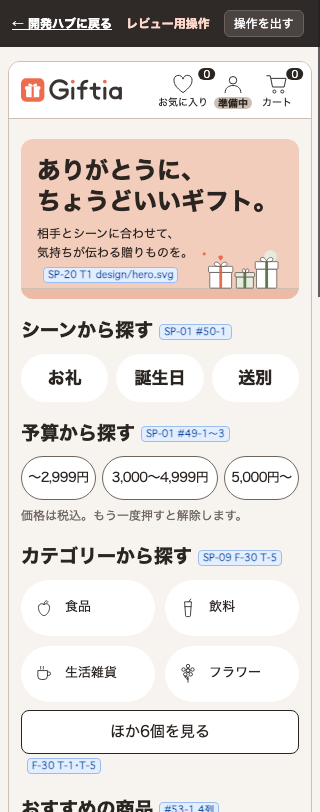 ← 開発ハブに戻る レビュー用操作 操作を出す
Giftia
0 0
お気に入り 準備中 カート
ありがとうに、
ちょうどいいギフト。
相手とシーンに合わせて、
気持ちが伝わる贈りものを。
SP-20 T1 design/hero.svg
シーンから探す SP-01 #50-1
お礼 誕生日 送別
予算から探す SP-01 #49-1〜3
〜2,999円 3,000〜4,999円 5,000円〜
価格は税込。もう一度押すと解除します。
カテゴリーから探す SP-09 F-30 T-5
食品 飲料
生活雑貨 フラワー
ほか6個を見る
F-30 T-1・T-5
おすすめの商品 #53-1 4列